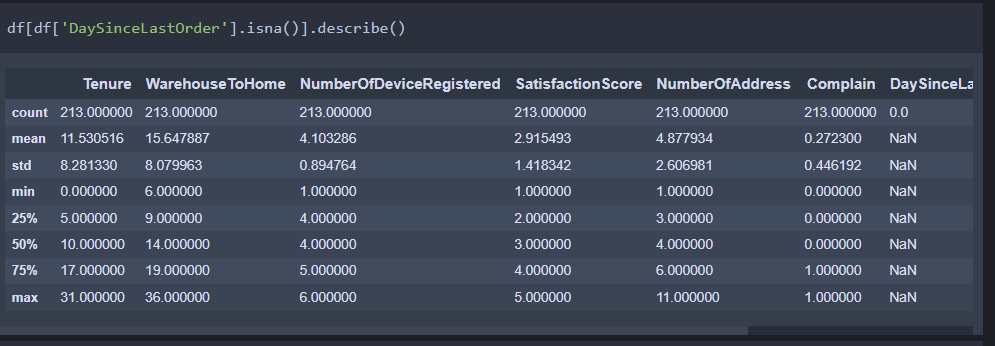 df[df['DaySinceLastOrder'].isna()].describe()
Tenure WarehouseToHome NumberOfDeviceRegistered SatisfactionScore NumberOfAddress Complain DaySinceLa
count 213.000000 213.000000 213.000000 213.000000 213.000000 213.000000 0.0
mean 11.530516 15.647887 4.103286 2.915493 4.877934 0.272300 NaN
std 8.281330 8.079963 0.894764 1.418342 2.606981 0.446192 NaN
min 0.000000 6.000000 1.000000 1.000000 1.000000 0.000000 NaN
25% 5.000000 9.000000 4.000000 2.000000 3.000000 0.000000 NaN
50% 10.000000 14.000000 4.000000 3.000000 4.000000 0.000000 NaN
75% 17.000000 19.000000 5.000000 4.000000 6.000000 1.000000 NaN
max 31.000000 36.000000 6.000000 5.000000 11.000000 1.000000 NaN